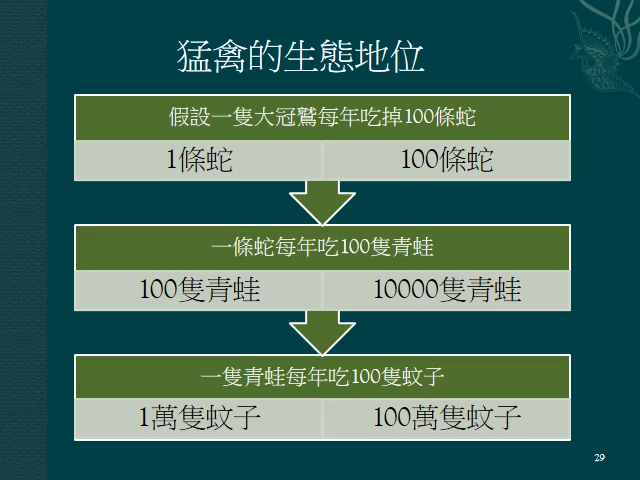 猛禽的生態地位
假設一隻大冠鷲每年吃掉100條蛇
1條蛇 100條蛇
一條蛇每年吃100隻青蛙
100隻青蛙 10000隻青蛙
一隻青蛙每年吃100隻蚊子
1萬隻蚊子 100萬隻蚊子
29